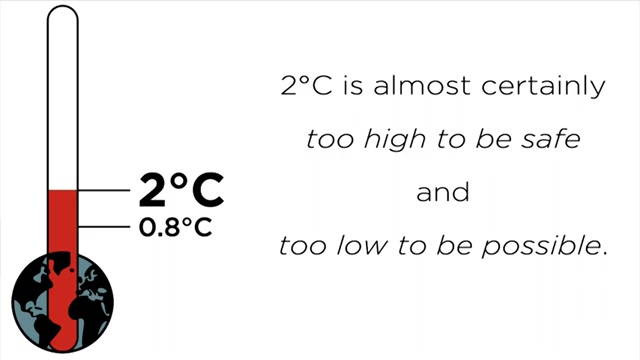 2°C is almost certainly
too high to be safe
and
too low to be possible.
2°C
0.8°C